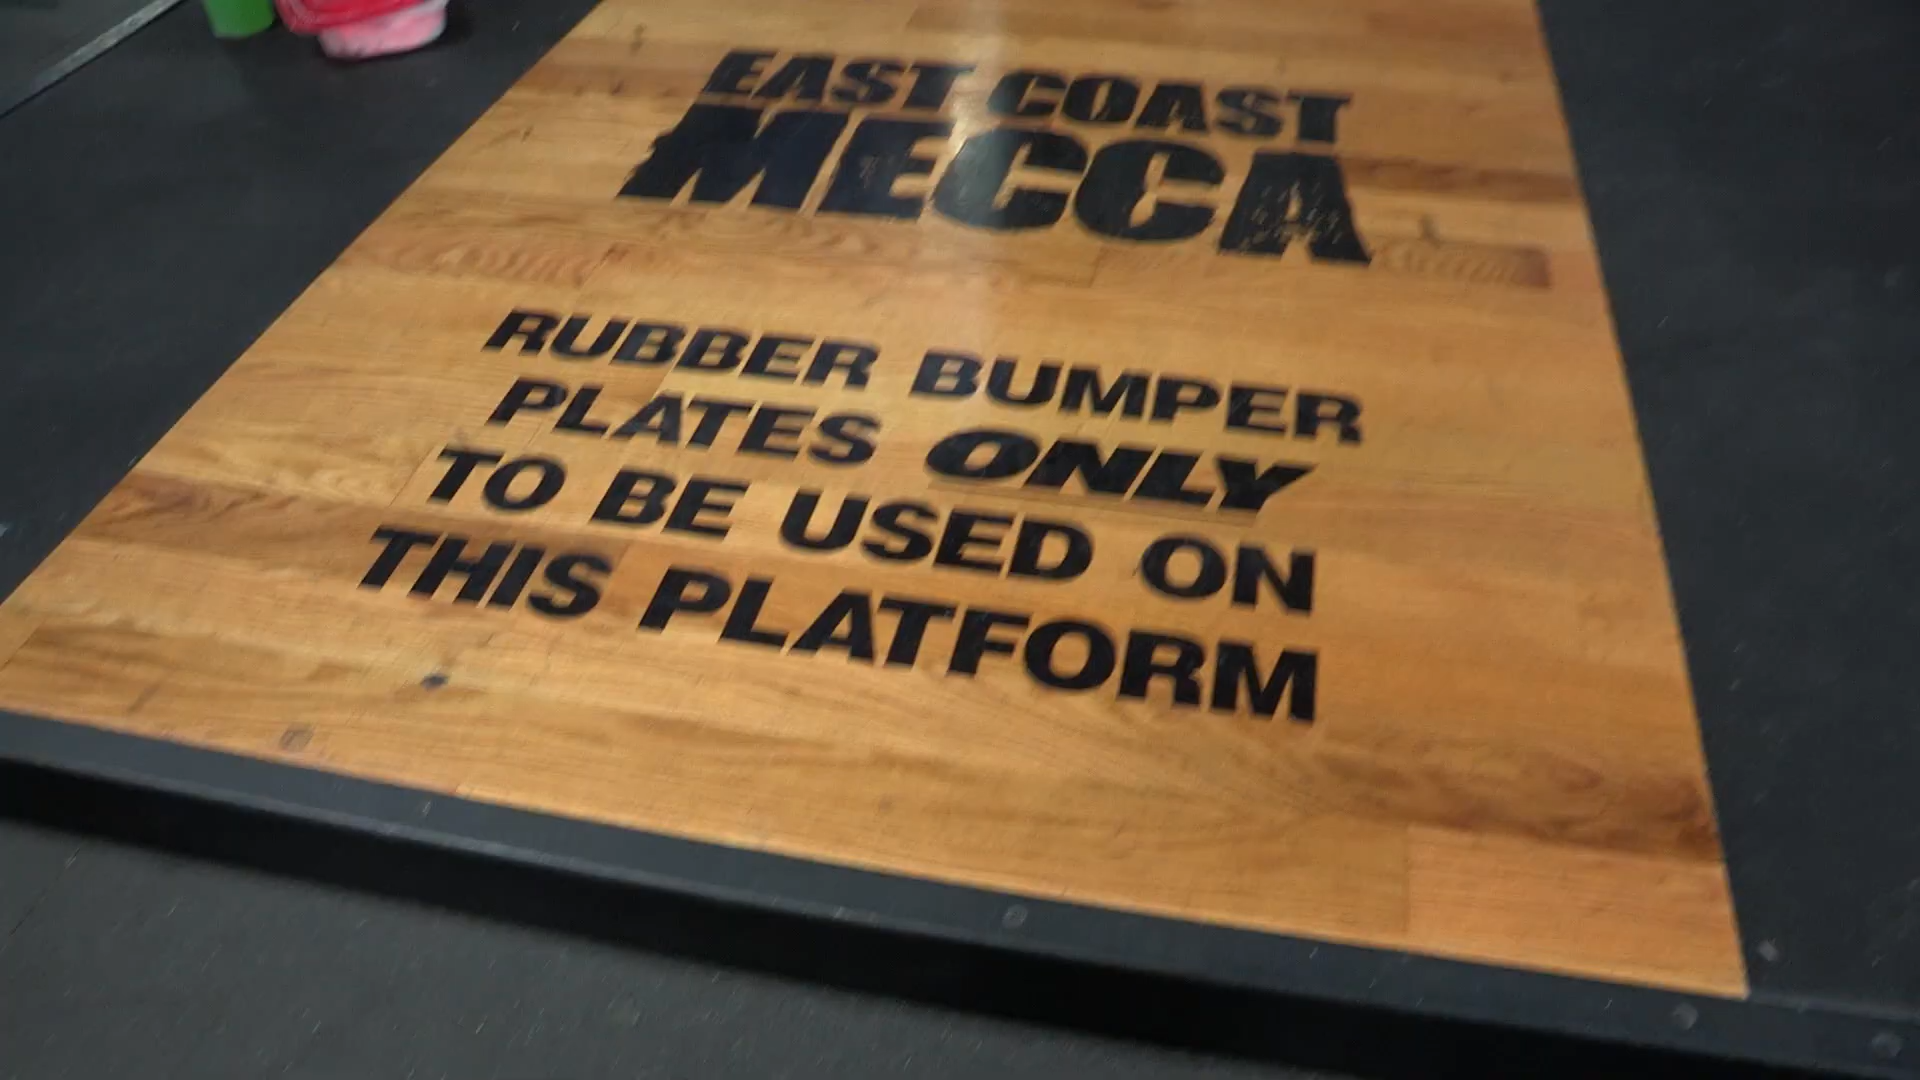 EAST COAST
MECCA
RUBBER BUMPER
PLATES ONLY
TO BE USED ON
THIS PLATFORM